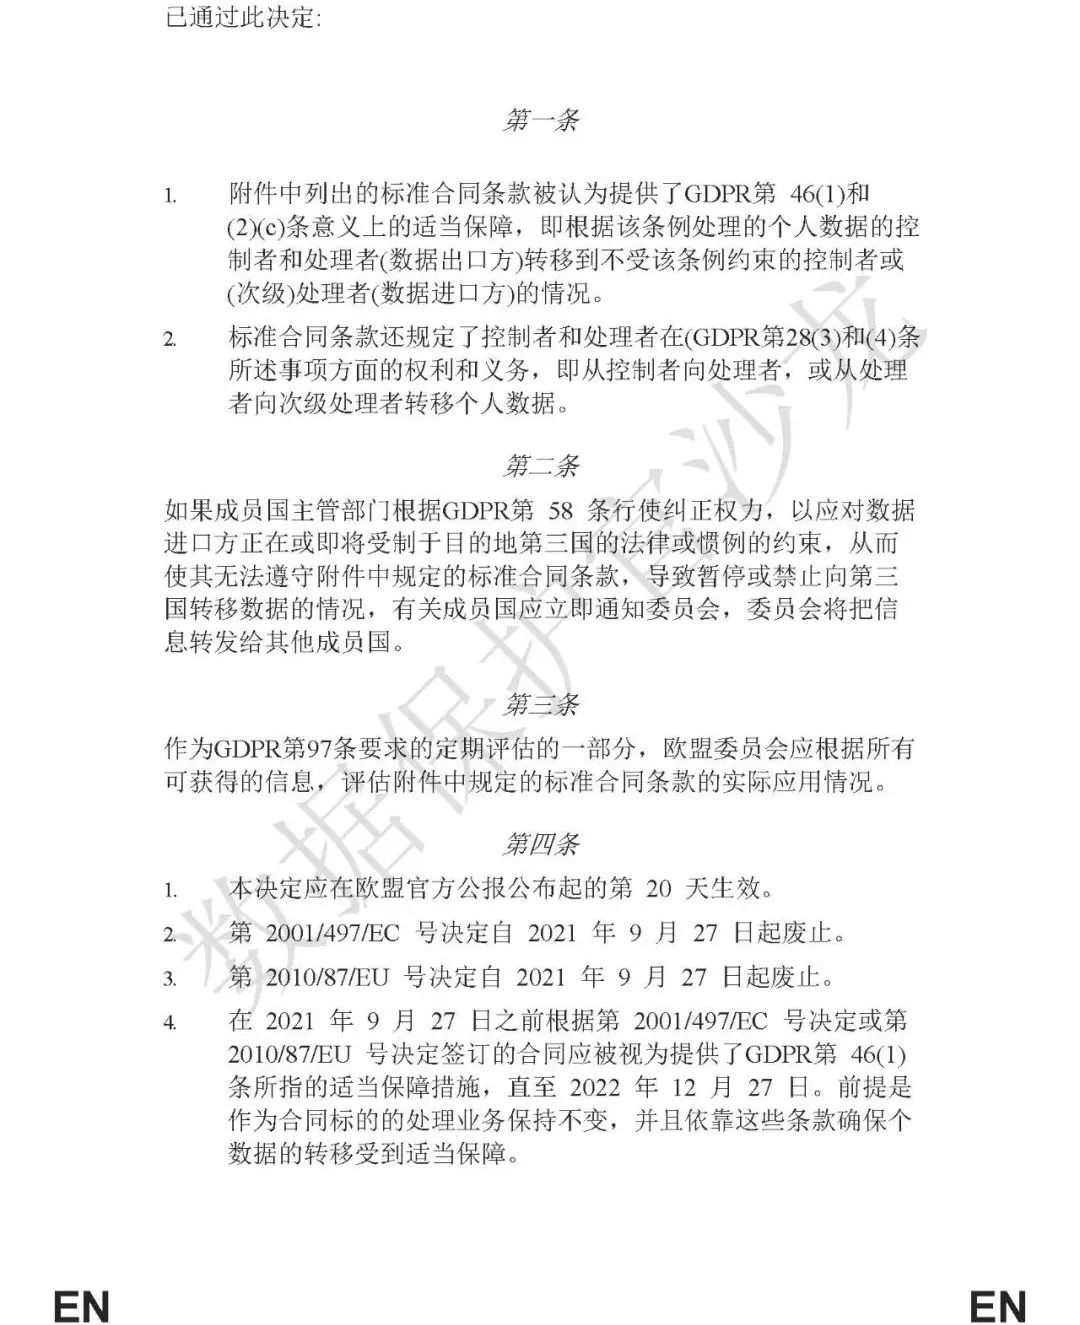 已通过此决定:
第一条
1. 附件中列出的标准合同条款被认为提供了GDPR第 46(1)和
(2)(c)条意义上的适当保障，即根据该条例处理的个人数据的控
制者和处理者(数据出口方)转移到不受该条例约束的控制者或
(次级)处理者(数据进口方)的情况。
2. 标准合同条款还规定了控制者和处理者在(GDPR第28(3)和(4)条
所述事项方面的权利和义务，即从控制者向处理者，或从处理
者向次级处理者转移个人数据。
第二条
如果成员国主管部门根据GDPR第 58 条行使纠正权力，以应对数据
进口方正在或即将受制于目的地第三国的法律或惯例的约束，从而
使其无法遵守附件中规定的标准合同条款，导致暂停或禁止向第三
国转移数据的情况，有关成员国应立即通知委员会，委员会将把信
息转发给其他成员国。
第三条
作为GDPR第97条要求的定期评估的一部分，欧盟委员会应根据所有
可获得的信息，评估附件中规定的标准合同条款的实际应用情况。
第四条
1. 本决定应在欧盟官方公报公布起的第 20 天生效。
2. 第 2001/497/EC 号决定自 2021 年 9 月 27 日起废止。
3. 第 2010/87/EU 号决定自 2021 年 9 月 27 日起废止。
4. 在 2021 年 9 月 27 日之前根据第 2001/497/EC 号决定或第
2010/87/EU 号决定签订的合同应被视为提供了GDPR第 46(1)
条所指的适当保障措施，直至 2022 年 12 月 27 日。前提是
作为合同标的的处理业务保持不变，并且依靠这些条款确保个
数据的转移受到适当保障。
数据保护官沙龙
EN EN